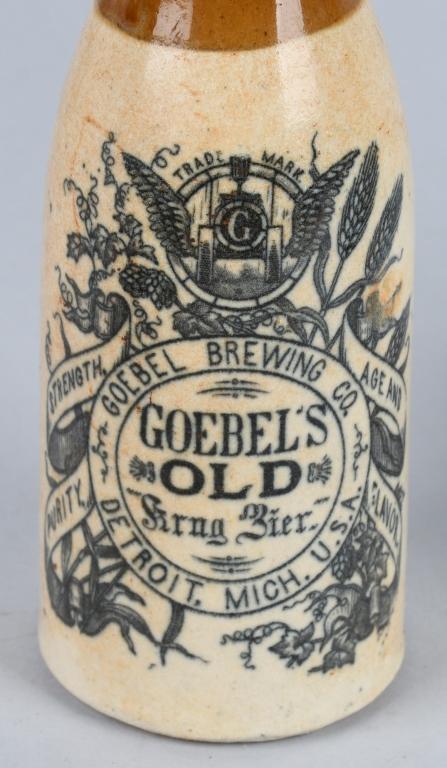 TRADE MARK
G
STRENGTH,
PURITY,
AGE AND
FLAVOR
GOEBEL BREWING CO.
GOEBEL'S
OLD
Krug Bier.
DETROIT, MICH. U.S.A.